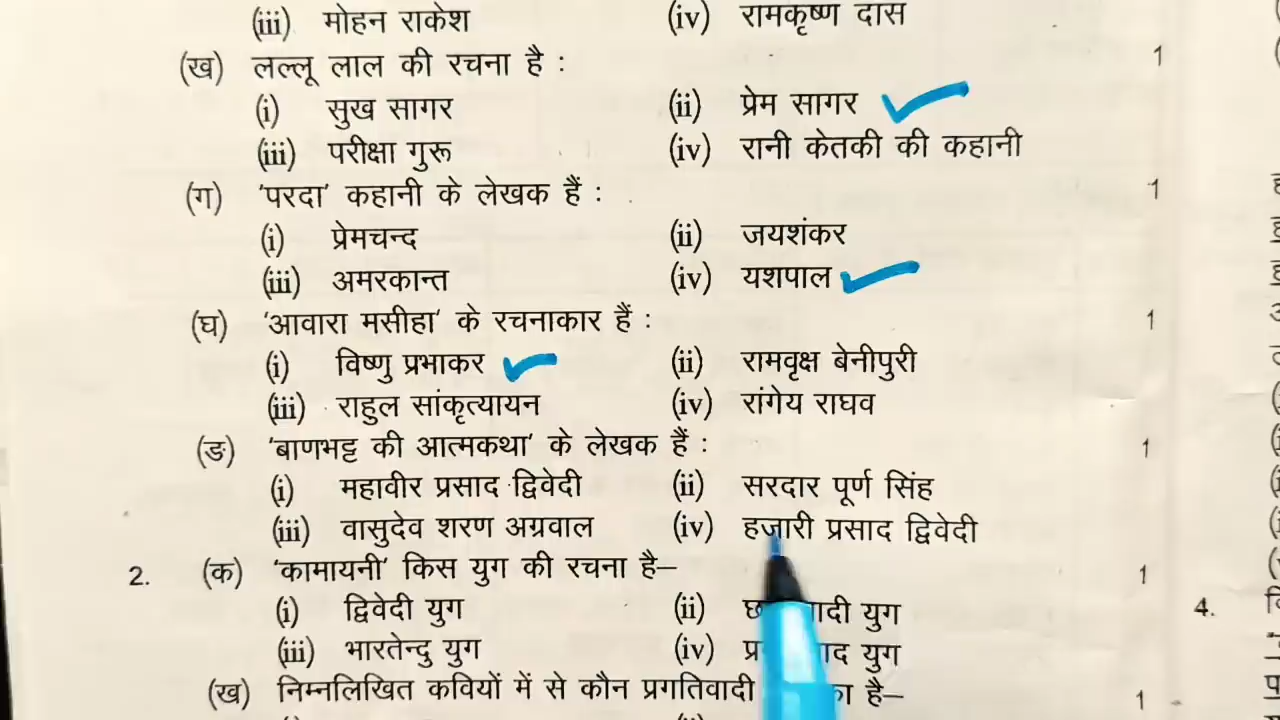 (iii) मोहन राकेश (iv) रामकृष्ण दास
(ख) लल्लू लाल की रचना है : 1
(i) सुख सागर (ii) प्रेम सागर
(iii) परीक्षा गुरू (iv) रानी केतकी की कहानी
(ग) 'परदा' कहानी के लेखक हैं : 1
(i) प्रेमचन्द (ii) जयशंकर
(iii) अमरकान्त (iv) यशपाल
(घ) 'आवारा मसीहा' के रचनाकार हैं : 1
(i) विष्णु प्रभाकर (ii) रामवृक्ष बेनीपुरी
(iii) राहुल सांकृत्यायन (iv) रांगेय राघव
(ङ) 'बाणभट्ट की आत्मकथा' के लेखक हैं : 1
(i) महावीर प्रसाद द्विवेदी (ii) सरदार पूर्ण सिंह
(iii) वासुदेव शरण अग्रवाल (iv) हजारी प्रसाद द्विवेदी
2. (क) 'कामायनी' किस युग की रचना है– 1
(i) द्विवेदी युग (ii) युग
(iii) भारतेन्दु युग (iv) युग
(ख) निम्नलिखित कवियों में से कौन प्रगतिवादी है– 1
4.